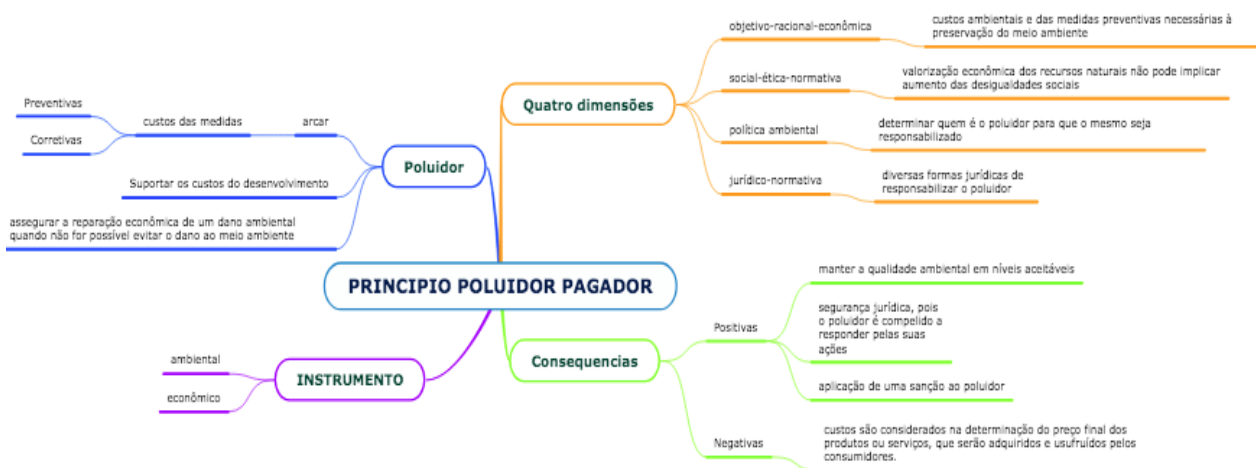 PRINCIPIO POLUIDOR PAGADOR
Quatro dimensões
objetivo-racional-econômica
custos ambientais e das medidas preventivas necessárias à
preservação do meio ambiente
social-ética-normativa
valorização econômica dos recursos naturais não pode implicar
aumento das desigualdades sociais
política ambiental
determinar quem é o poluidor para que o mesmo seja
responsabilizado
jurídico-normativa
diversas formas jurídicas de
responsabilizar o poluidor
Poluidor
arcar
custos das medidas
Preventivas
Corretivas
Suportar os custos do desenvolvimento
assegurar a reparação econômica de um dano ambiental
quando não for possível evitar o dano ao meio ambiente
INSTRUMENTO
ambiental
econômico
Consequencias
Positivas
manter a qualidade ambiental em níveis aceitáveis
segurança jurídica, pois
o poluidor é compelido a
responder pelas suas
ações
aplicação de uma sanção ao poluidor
Negativas
custos são considerados na determinação do preço final dos
produtos ou serviços, que serão adquiridos e usufruídos pelos
consumidores.